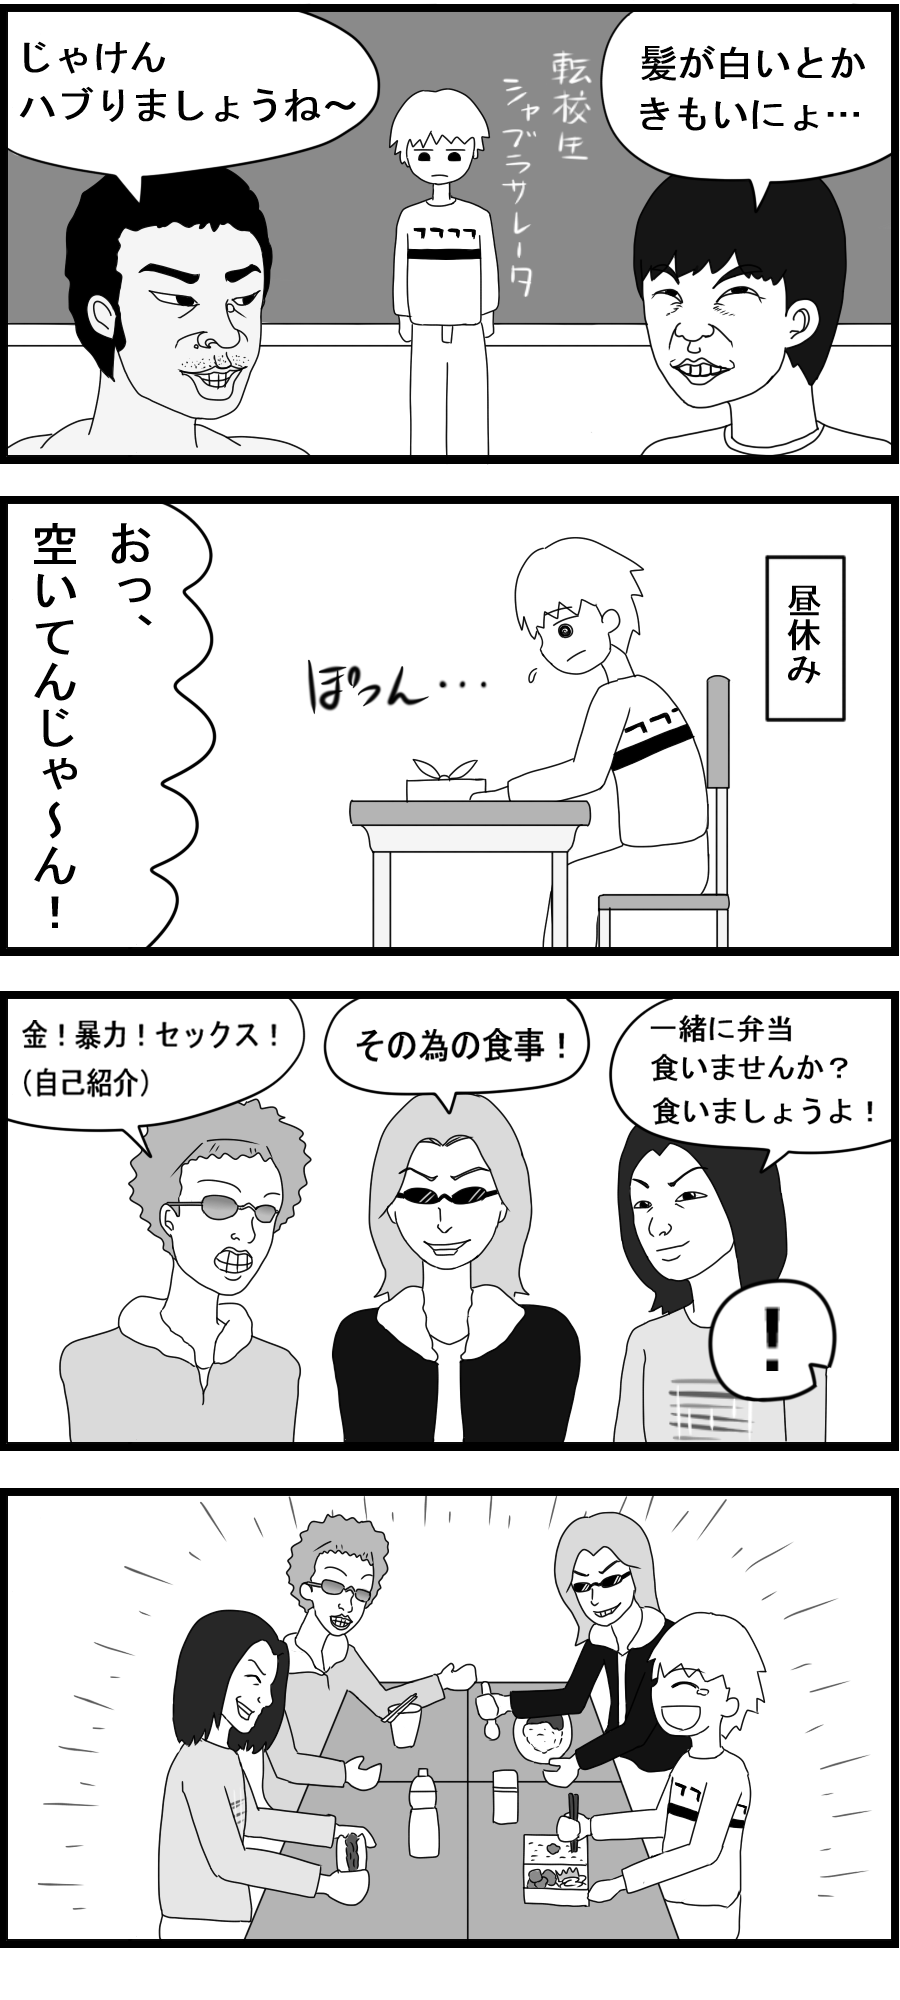 髪が白いとか
きもいにょ…
転校生
シャブラサレータ
じゃけん
ハブりましょうね～
昼休み
ぽつん・・・
おっ、
空いてんじゃ～ん！
一緒に弁当
食いませんか？
食いましょうよ！
その為の食事！
金！暴力！セックス！
（自己紹介）
！